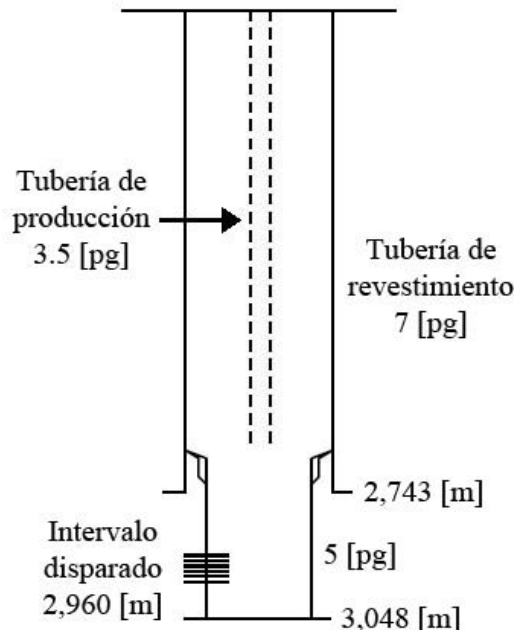 Tubería de
producción
3.5 [pg]
Tubería de
revestimiento
7 [pg]
2,743 [m]
Intervalo
disparado
2,960 [m]
5 [pg]
3,048 [m]